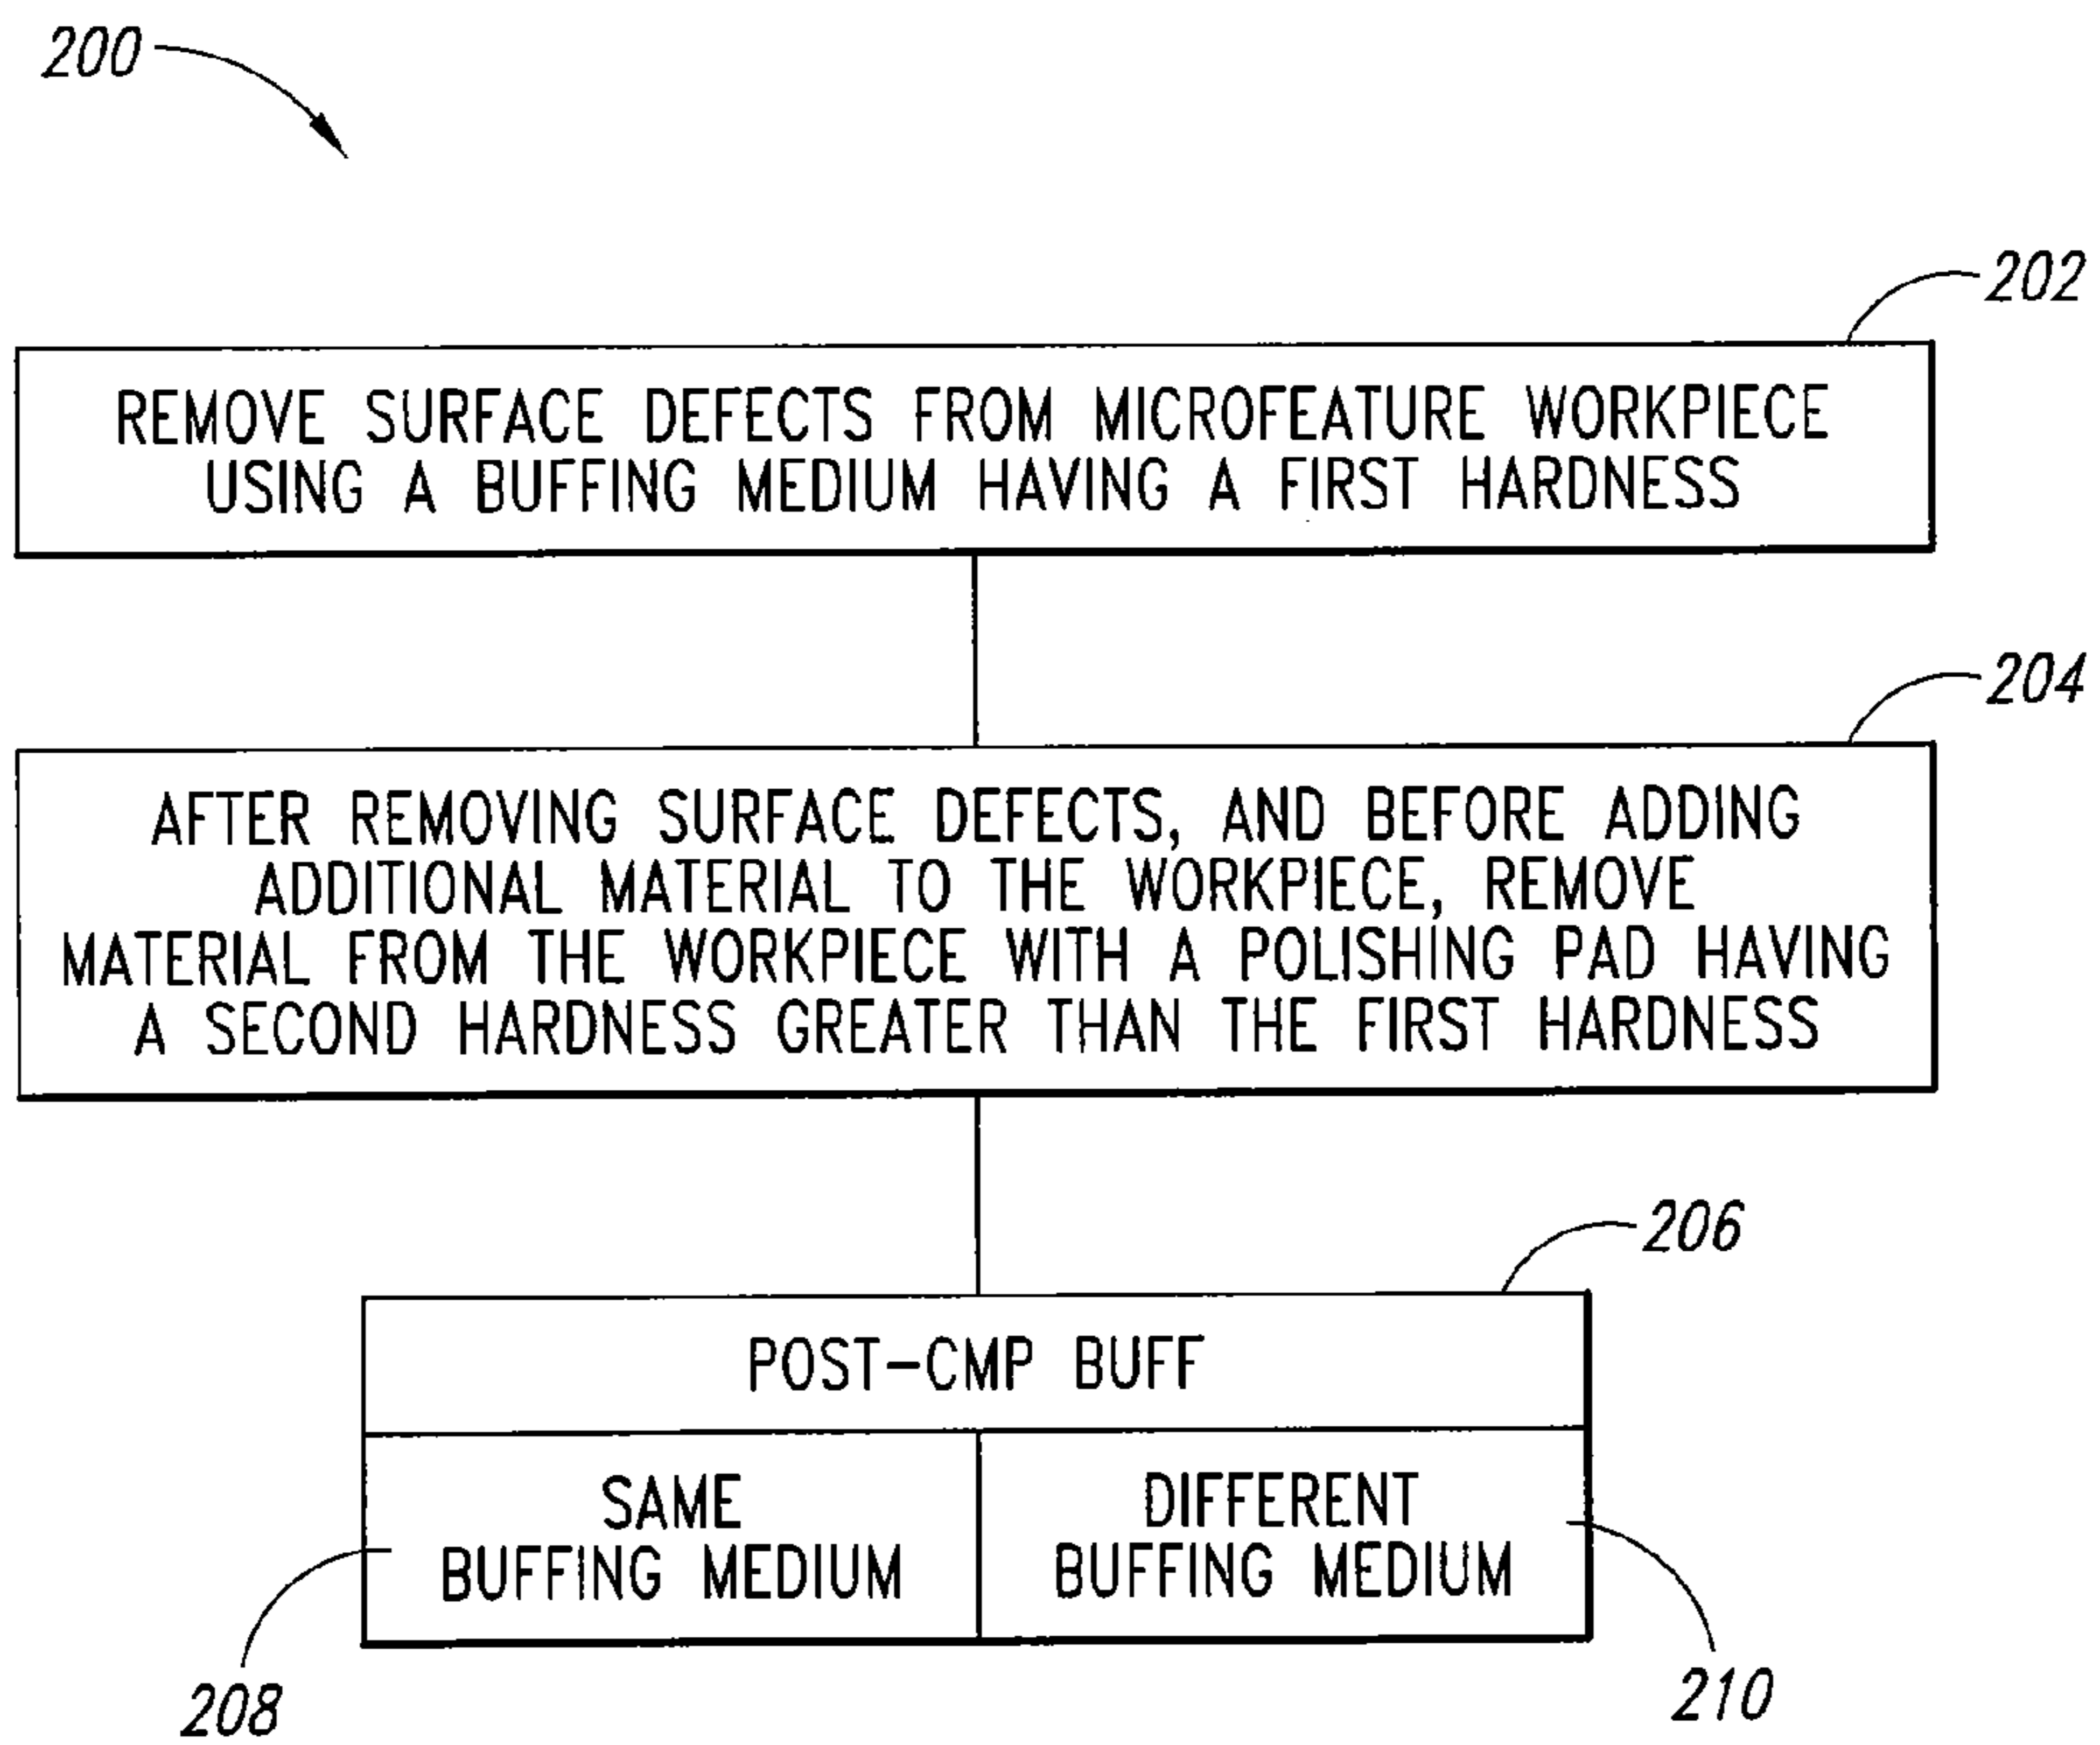 200
202
REMOVE SURFACE DEFECTS FROM MICROFEATURE WORKPIECE
USING A BUFFING MEDIUM HAVING A FIRST HARDNESS
204
AFTER REMOVING SURFACE DEFECTS, AND BEFORE ADDING
ADDITIONAL MATERIAL TO THE WORKPIECE, REMOVE
MATERIAL FROM THE WORKPIECE WITH A POLISHING PAD HAVING
A SECOND HARDNESS GREATER THAN THE FIRST HARDNESS
206
POST-CMP BUFF
SAME
BUFFING MEDIUM
DIFFERENT
BUFFING MEDIUM
208
210